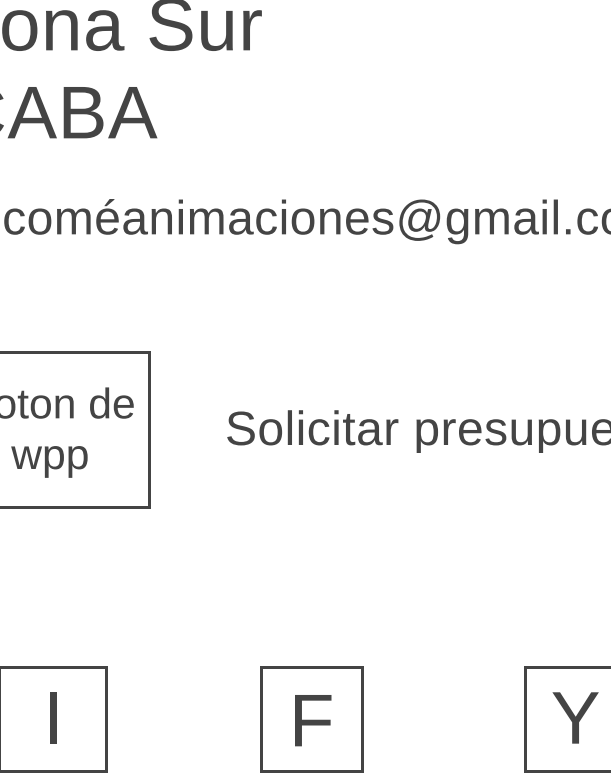 ona Sur
CABA
coméanimaciones@gmail.co
oton de
wpp
Solicitar presupue
I
F
Y